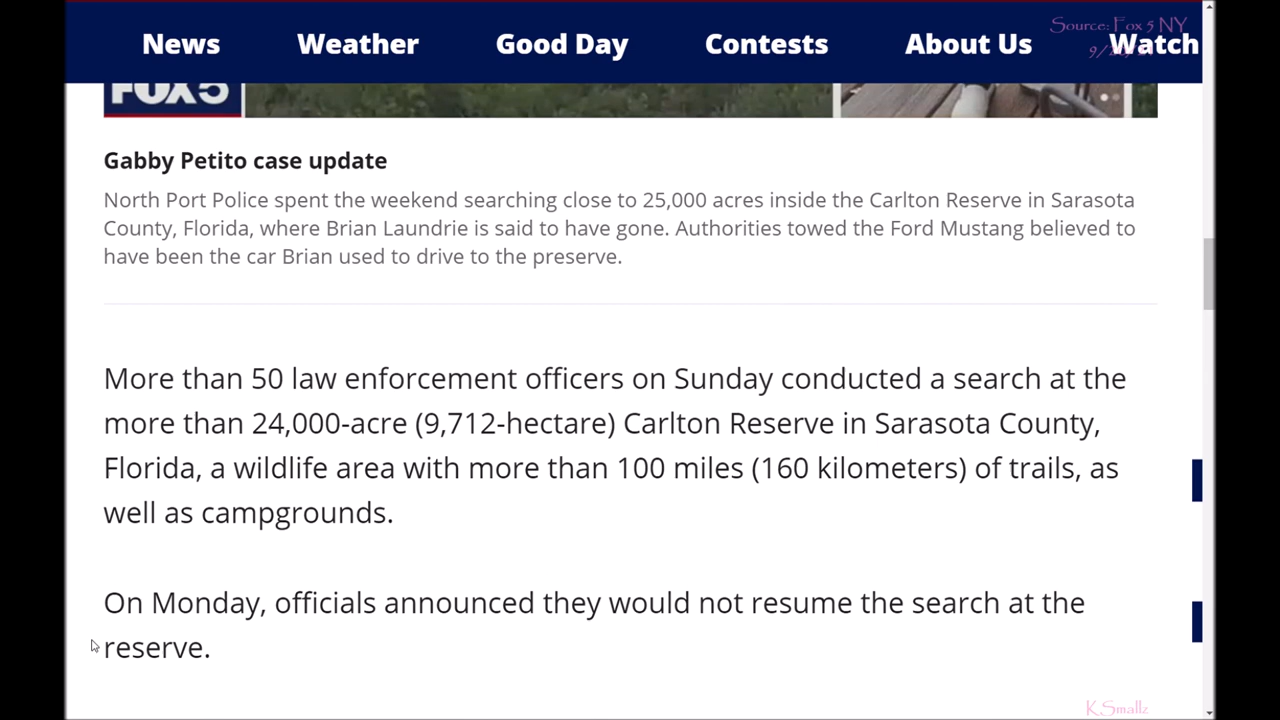 Source: Fox 5 NY
News Weather Good Day Contests About Us Watch
FOX5
Gabby Petito case update
North Port Police spent the weekend searching close to 25,000 acres inside the Carlton Reserve in Sarasota
County, Florida, where Brian Laundrie is said to have gone. Authorities towed the Ford Mustang believed to
have been the car Brian used to drive to the preserve.
More than 50 law enforcement officers on Sunday conducted a search at the
more than 24,000-acre (9,712-hectare) Carlton Reserve in Sarasota County,
Florida, a wildlife area with more than 100 miles (160 kilometers) of trails, as
well as campgrounds.
On Monday, officials announced they would not resume the search at the
reserve.
K.Smallz